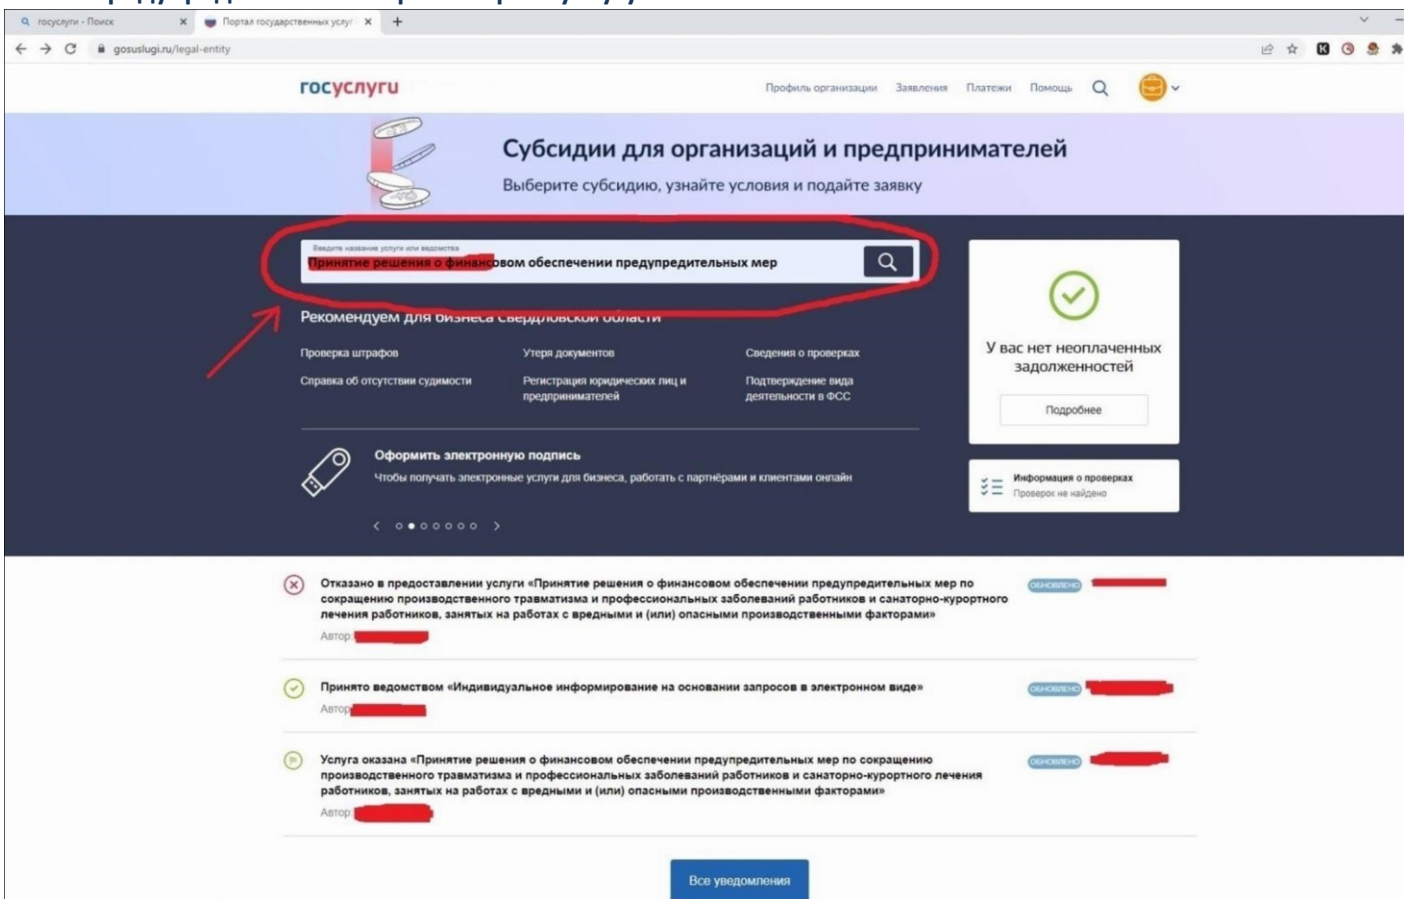 госуслуги - Поиск
Портал государственных услуг
gosuslugi.ru/legal-entity
госуслуги
Профиль организации Заявления Платежи Помощь
Субсидии для организаций и предпринимателей
Выберите субсидию, узнайте условия и подайте заявку
Введите название услуги или ведомства
Принятие решения о финансовом обеспечении предупредительных мер
Рекомендуем для бизнеса Свердловской области
Проверка штрафов
Утеря документов
Сведения о проверках
Справка об отсутствии судимости
Регистрация юридических лиц и
предпринимателей
Подтверждение вида
деятельности в ФСС
У вас нет неоплаченных
задолженностей
Подробнее
Оформить электронную подпись
Чтобы получать электронные услуги для бизнеса, работать с партнёрами и клиентами онлайн
Информация о проверках
Проверок не найдено
Отказано в предоставлении услуги «Принятие решения о финансовом обеспечении предупредительных мер по
сокращению производственного травматизма и профессиональных заболеваний работников и санаторно-курортного
лечения работников, занятых на работах с вредными и (или) опасными производственными факторами»
ОБНОВЛЕНО
Автор
Принято ведомством «Индивидуальное информирование на основании запросов в электронном виде»
ОБНОВЛЕНО
Автор
Услуга оказана «Принятие решения о финансовом обеспечении предупредительных мер по сокращению
производственного травматизма и профессиональных заболеваний работников и санаторно-курортного лечения
работников, занятых на работах с вредными и (или) опасными производственными факторами»
ОБНОВЛЕНО
Автор
Все уведомления